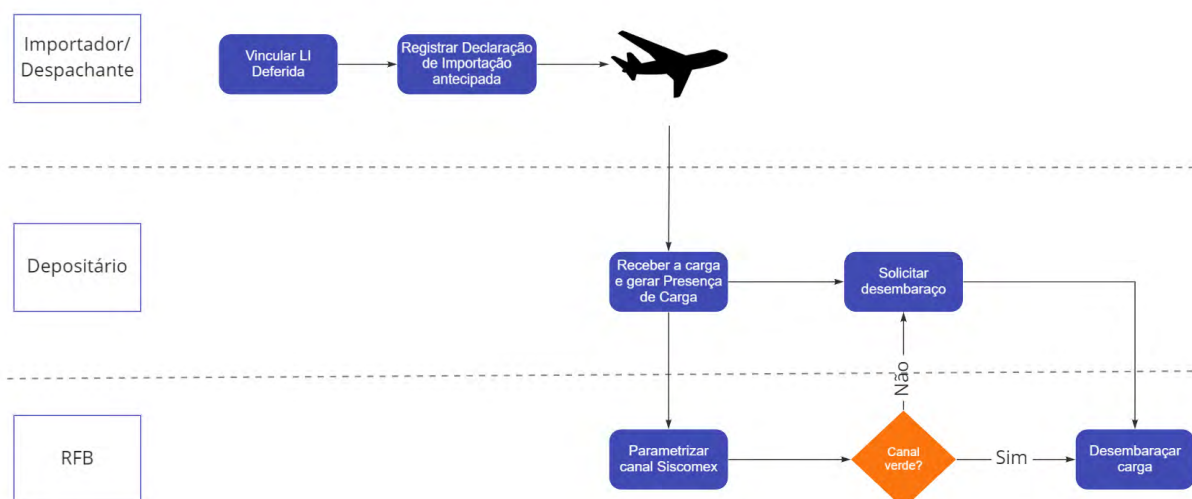 Importador/
Despachante
Vincular LI
Deferida
Registrar Declaração
de Importação
antecipada
Depositário
Receber a carga
e gerar Presença
de Carga
Solicitar
desembaraço
Não
RFB
Parametrizar
canal Siscomex
Canal
verde?
Sim
Desembaraçar
carga